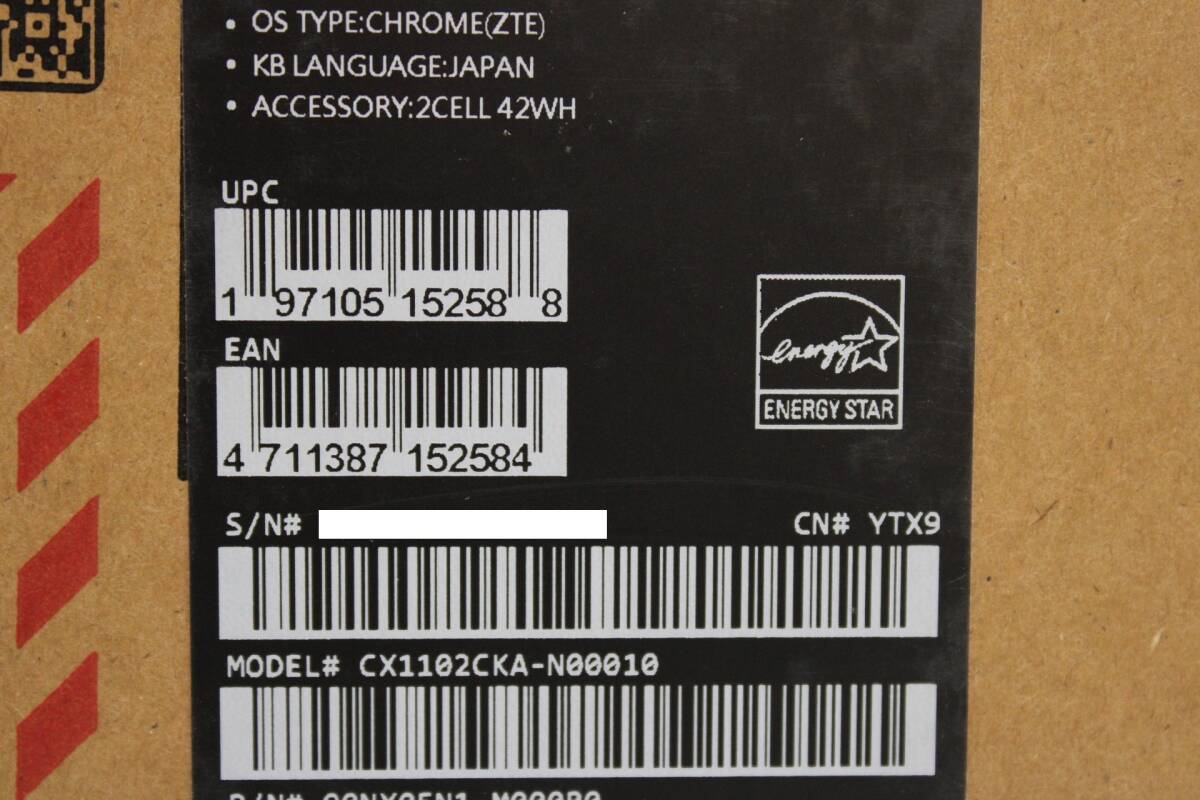 • OS TYPE:CHROME(ZTE)
• KB LANGUAGE:JAPAN
• ACCESSORY:2CELL 42WH
UPC
1 97105 15258 8
EAN
4 711387 152584
energy
ENERGY STAR
S/N# CN# YTX9
MODEL# CX1102CKA-N00010